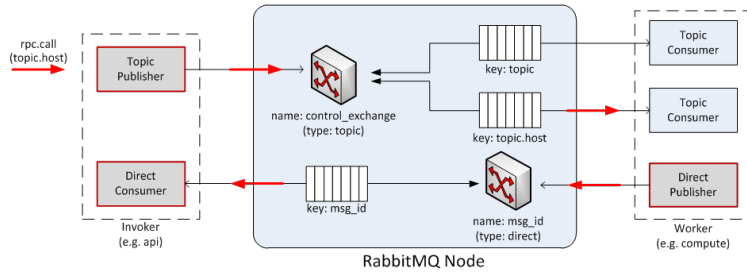 rpc.call
(topic.host)
Topic
Publisher
name: control_exchange
(type: topic)
key: topic
Topic
Consumer
key: topic.host
Topic
Consumer
Direct
Consumer
key: msg_id
name: msg_id
(type: direct)
Direct
Publisher
Invoker
(e.g. api)
Worker
(e.g. compute)
RabbitMQ Node